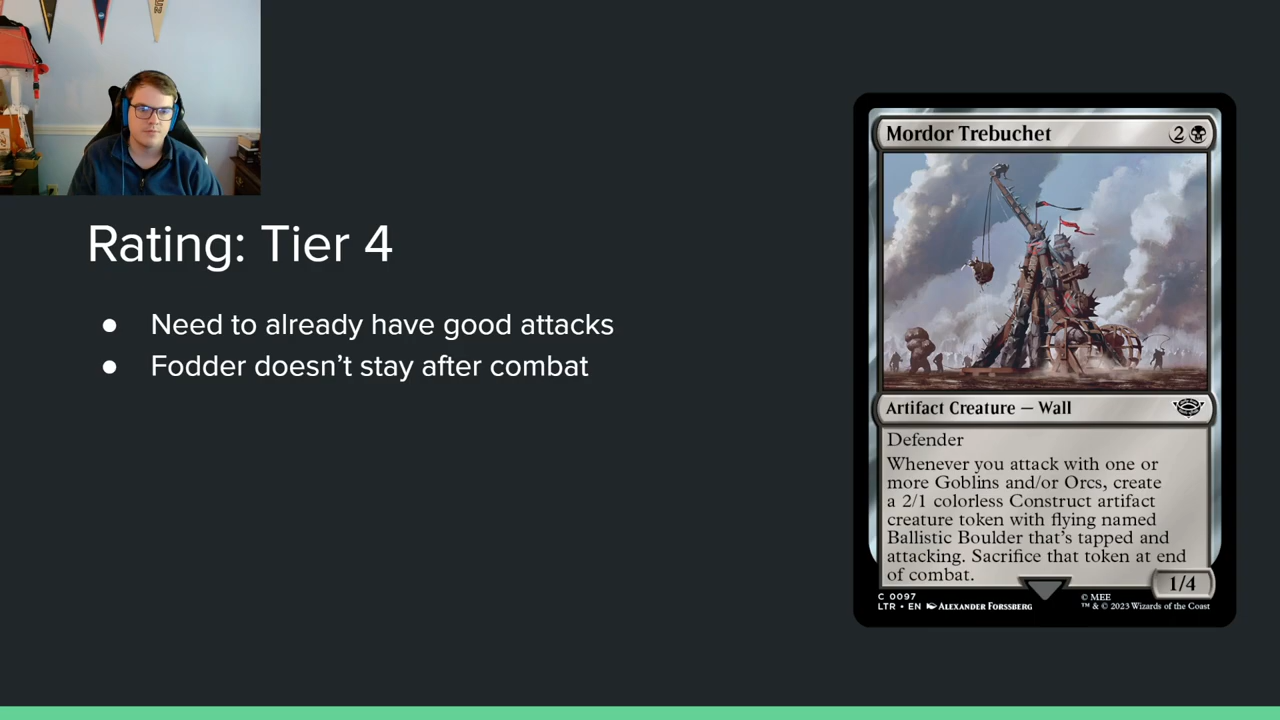 Rating: Tier 4
● Need to already have good attacks
● Fodder doesn’t stay after combat
Mordor Trebuchet 2
Artifact Creature — Wall
Defender
Whenever you attack with one or
more Goblins and/or Orcs, create
a 2/1 colorless Construct artifact
creature token with flying named
Ballistic Boulder that’s tapped and
attacking. Sacrifice that token at end
of combat.
1/4
C 0097
LTR • EN ALEXANDER FORSSBERG
© MEE
™ & © 2023 Wizards of the Coast